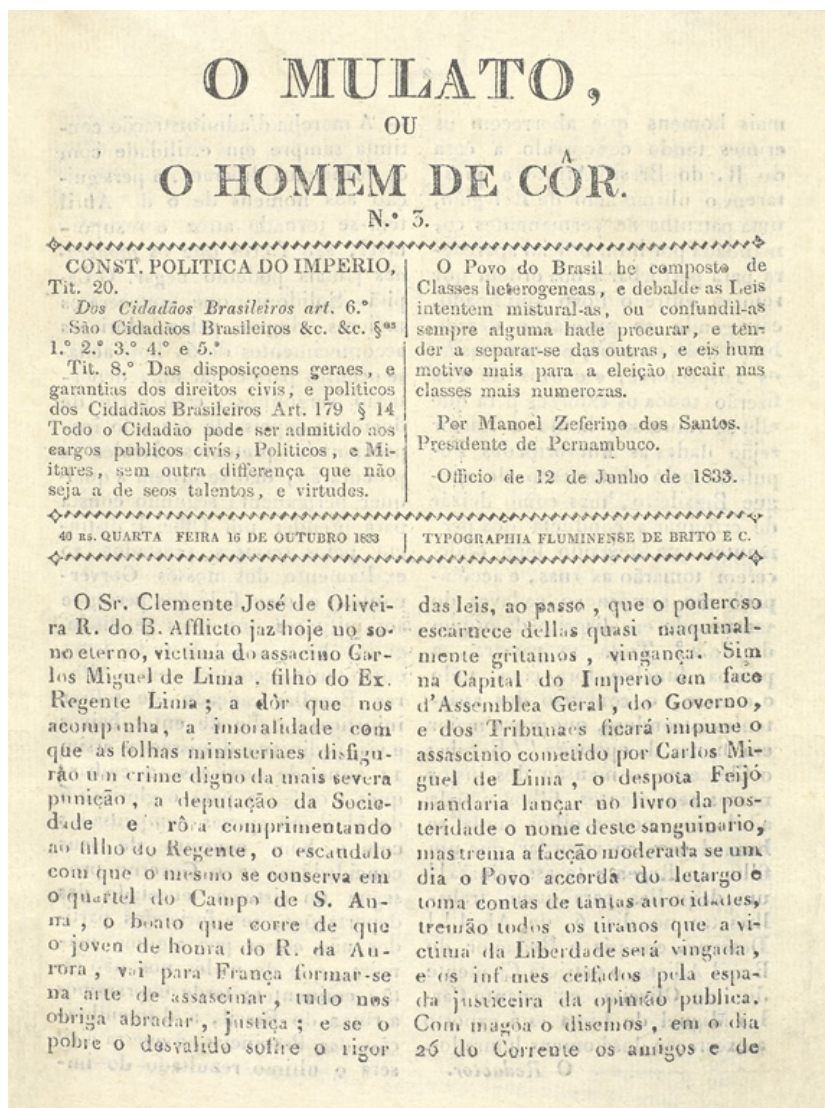 O MULATO,
OU
O HOMEM DE CÔR.
N.º 3.
CONST. POLITICA DO IMPERIO,
Tit. 20.
Dos Cidadãos Brasileiros art. 6.º
São Cidadãos Brasileiros &c. &c. §os
1.º 2.º 3.º 4.º e 5.º
Tit. 8.º Das disposiçoens geraes, e
garantias dos direitos civis, e politicos
dos Cidadãos Brasileiros Art. 179 § 14
Todo o Cidadão pode ser admitido aos
cargos publicos civis, Politicos, e Mi-
itares, sem outra differença que não
seja a de seos talentos, e virtudes.
O Povo do Brasil he composto de
Classes heterogeneas, e debalde as Leis
intentem mistural-as, ou confundil-as
sempre alguma hade procurar, e ten-
der a separar-se das outras, e eis hum
motivo mais para a eleição recair nas
classes mais numerozas.
Por Manoel Zeferino dos Santos.
Presidente de Pernambuco.
Officio de 12 de Junho de 1833.
40 RS. QUARTA FEIRA 16 DE OUTUBRO 1833
TYPOGRAPHIA FLUMINENSE DE BRITO E C.
O Sr. Clemente José de Olivei-
ra R. do B. Afflicto jaz hoje no so-
no eterno, victima do assacino Car-
los Miguel de Lima, filho do Ex.
Regente Lima; a dôr que nos
acompanha, a imoralidade com
que as folhas ministeriaes disfigu-
rão um crime digno da mais severa
punição, a deputação da Socie-
dade e comprimentando
ao filho do Regente, o escandalo
com que o mesmo se conserva em
o quartel do Campo de S. An-
na, o boato que corre de que
o joven de honra do R. da Au-
rora, vai para França formar-se
na arte de assascinar, tudo nos
obriga abradar, justiça; e se o
pobre o desvalido sofre o rigor
das leis, ao passo, que o poderoso
escarnece dellas quasi maquinal-
mente gritamos, vingança. Sim
na Capital do Imperio em face
d'Assemblea Geral, do Governo,
e dos Tribunaes ficará impune o
assascinio cometido por Carlos Mi-
guel de Lima, o despota Feijó
mandaria lançar no livro da pos-
teridade o nome deste sanguinario,
mas trema a facção moderada se um
dia o Povo accorda do letargo e
toma contas de tantas atrocidades,
tremão todos os tiranos que a vi-
ctima da Liberdade será vingada,
e os infames ceifados pela espa-
da justiceira da opinião publica.
Com magoa o disemos, em o dia
26 do Corrente os amigos e de